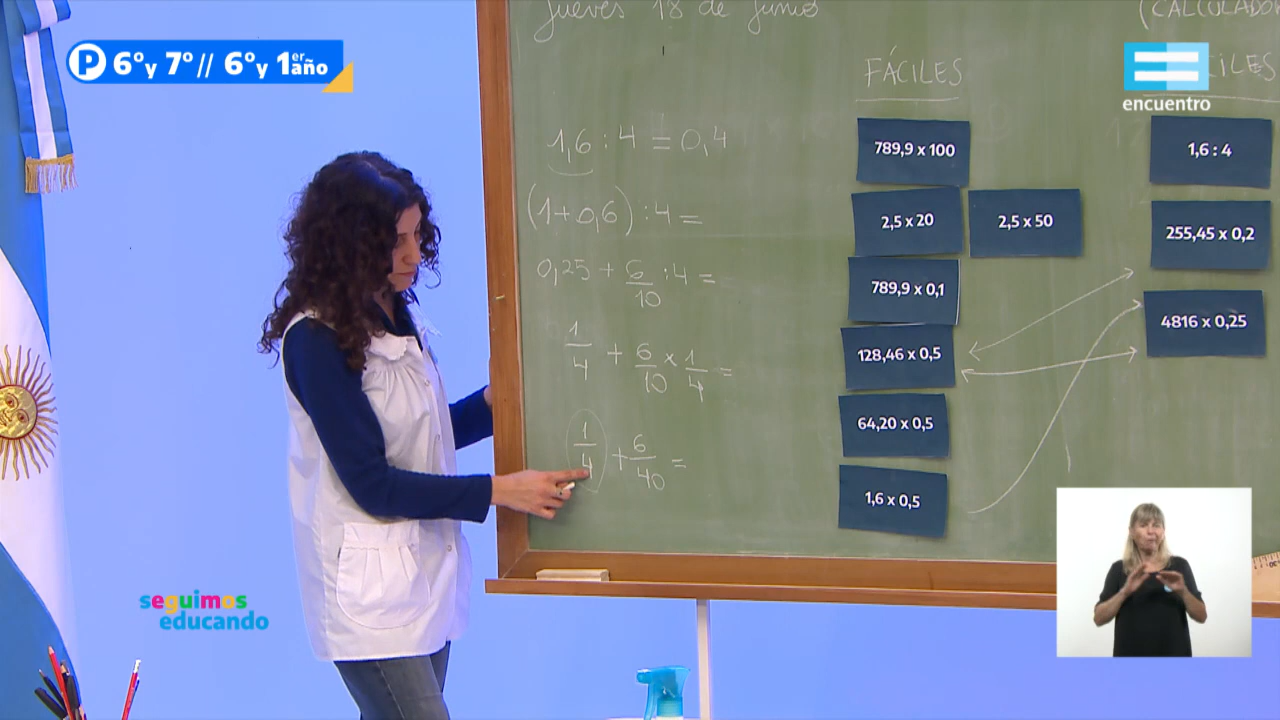 jueves 18 de junio
(CALCULADO
P 6º y 7º // 6º y 1er año
encuentro
FÁCILES
CILES
1,6 : 4 = 0,4
(1+0,6) : 4 =
0,25 + 6/10 : 4 =
1/4 + 6/10 x 1/4 =
1/4 + 6/40 =
789,9 x 100
2,5 x 20
2,5 x 50
789,9 x 0,1
128,46 x 0,5
64,20 x 0,5
1,6 x 0,5
1,6 : 4
255,45 x 0,2
4816 x 0,25
seguimos
educando